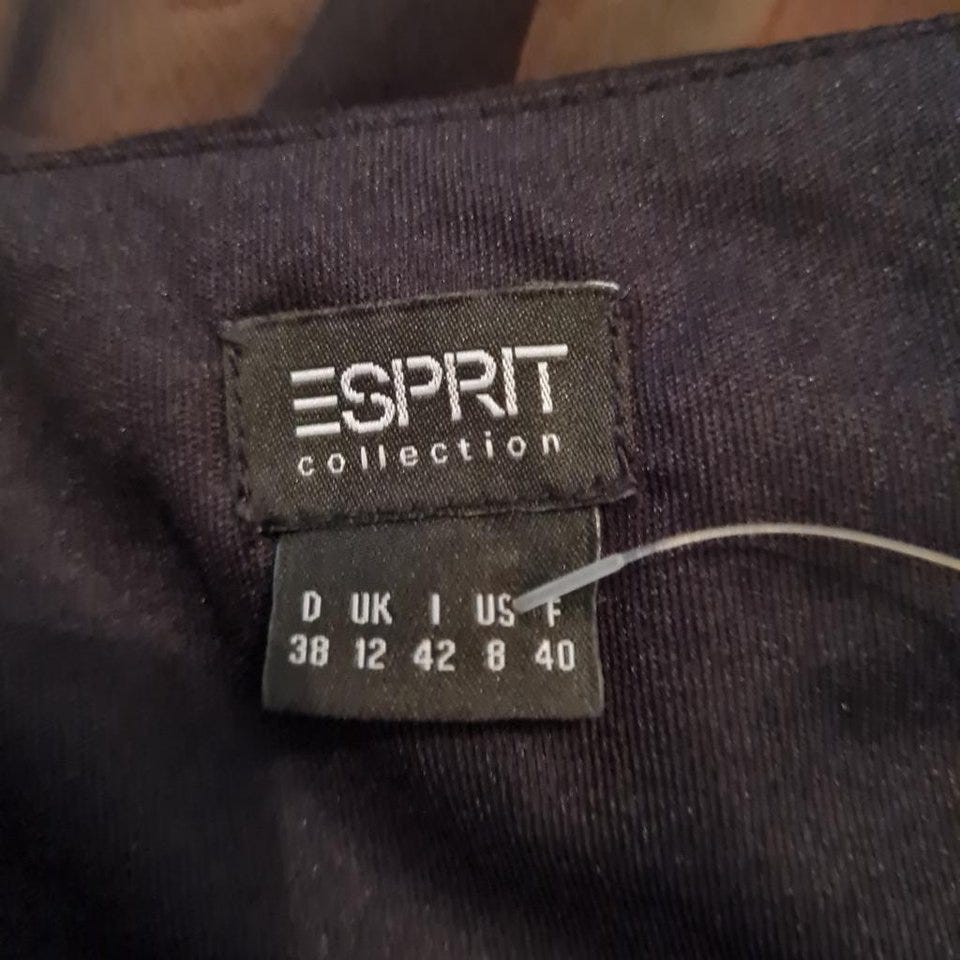 ESPRIT
collection
D UK I US F
38 12 42 8 40